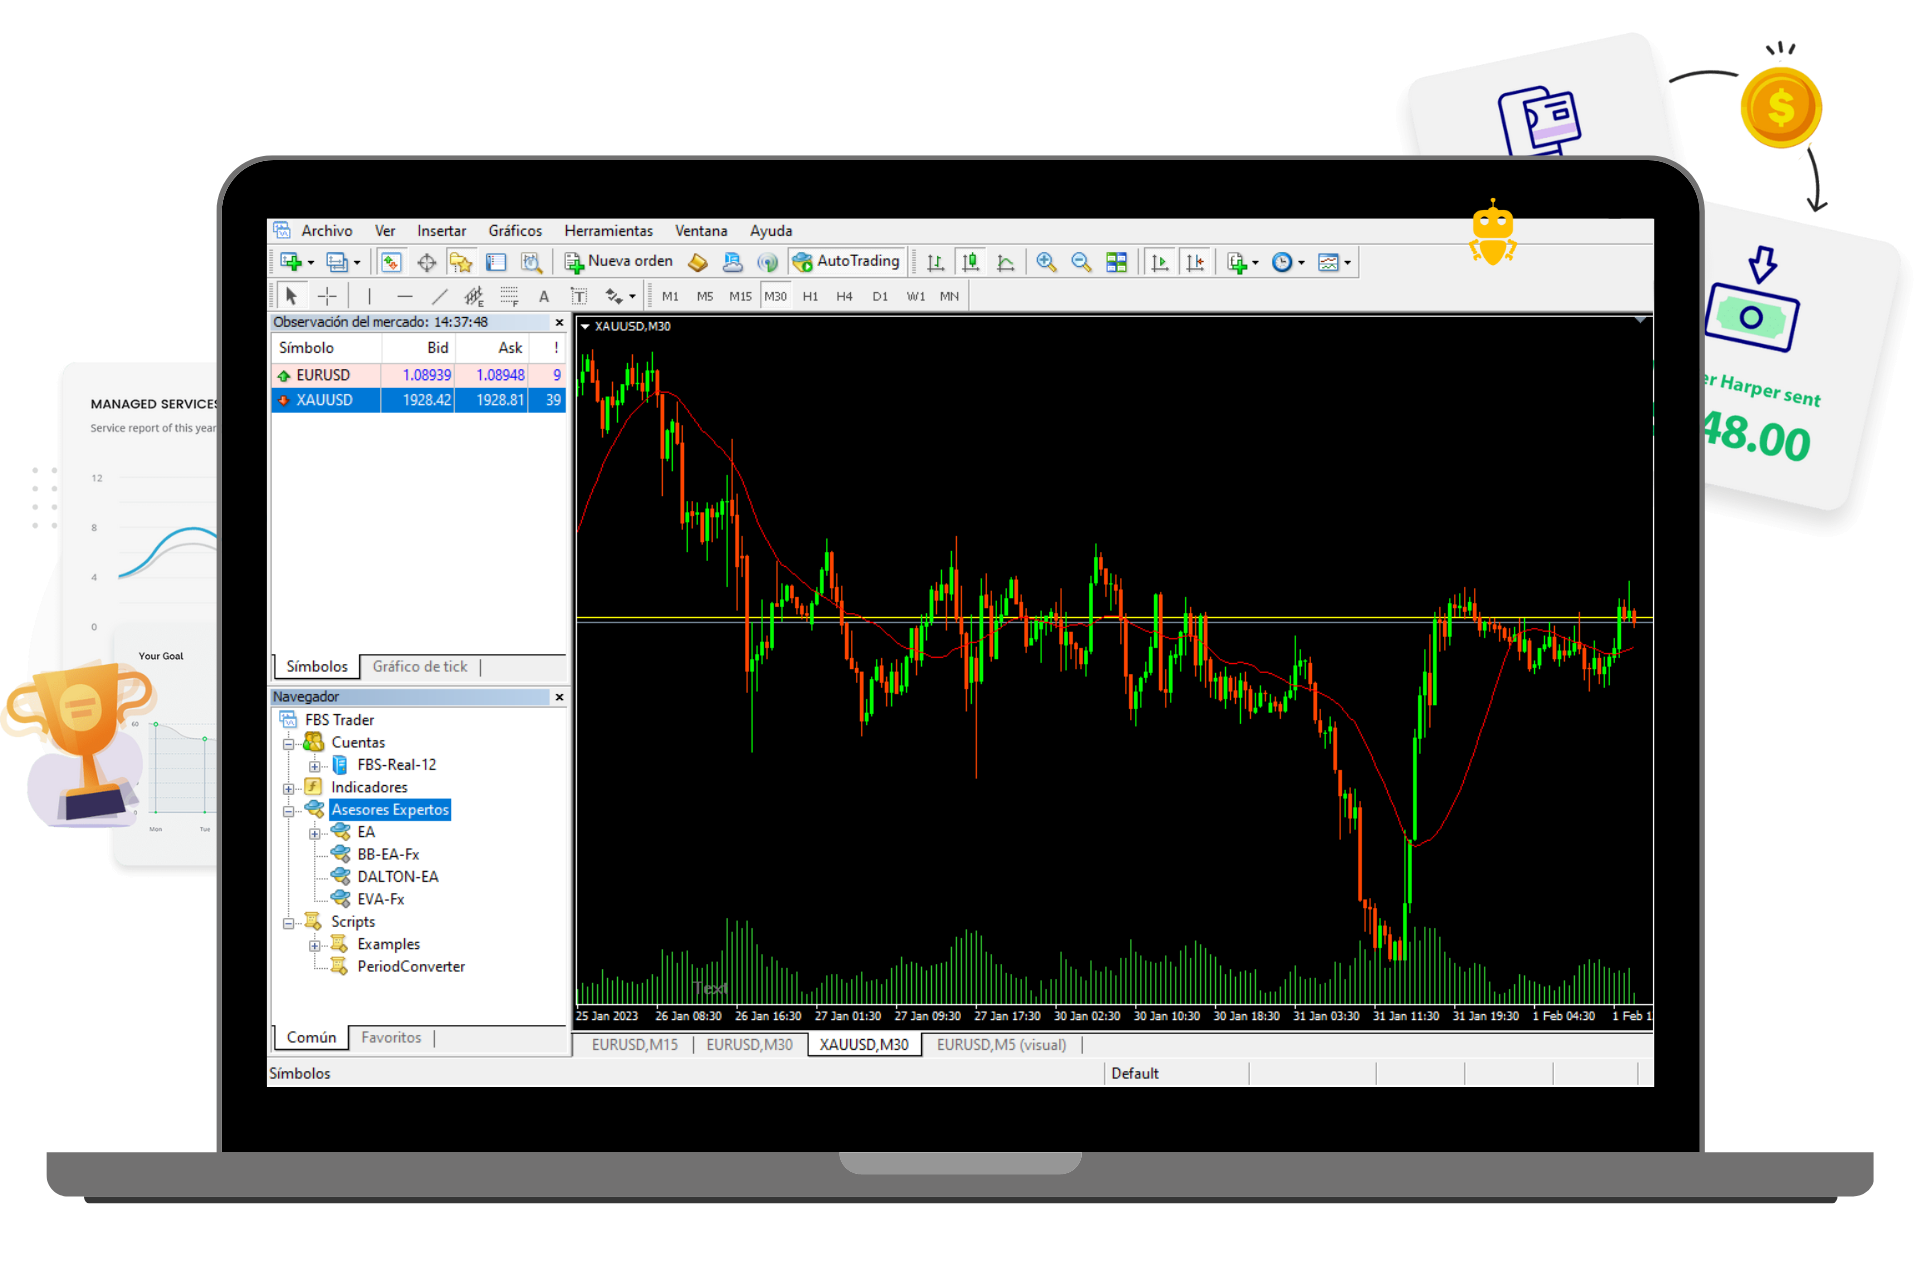 Archivo Ver Insertar Gráficos Herramientas Ventana Ayuda
Nueva orden AutoTrading
A T M1 M5 M15 M30 H1 H4 D1 W1 MN
Observación del mercado: 14:37:48
Símbolo Bid Ask !
EURUSD 1.08939 1.08948 9
XAUUSD 1928.42 1928.81 39
Símbolos Gráfico de tick
Navegador
FBS Trader
Cuentas
FBS-Real-12
Indicadores
Asesores Expertos
EA
BB-EA-Fx
DALTON-EA
EVA-Fx
Scripts
Examples
PeriodConverter
Común Favoritos
XAUUSD,M30
Text
25 Jan 2023 26 Jan 08:30 26 Jan 16:30 27 Jan 01:30 27 Jan 09:30 27 Jan 17:30 30 Jan 02:30 30 Jan 10:30 30 Jan 18:30 31 Jan 03:30 31 Jan 11:30 31 Jan 19:30 1 Feb 04:30 1 Feb 1
EURUSD,M15 EURUSD,M30 XAUUSD,M30 EURUSD,M5 (visual)
Símbolos Default
MANAGED SERVICES
Service report of this year
12
8
4
0
Your Goal
60
0
Mon Tue
$
er Harper sent
48.00